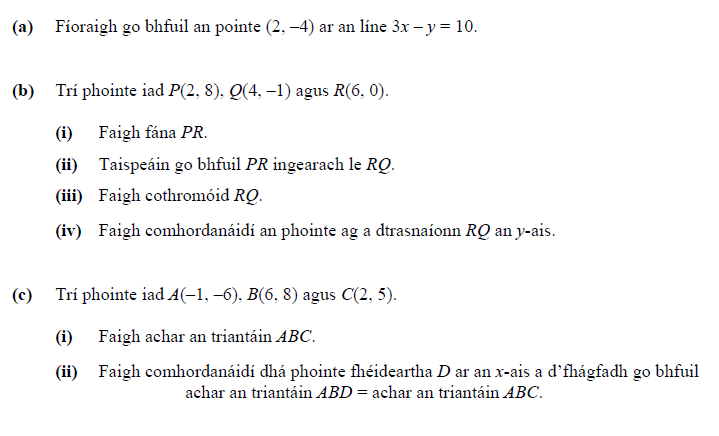 (a) Fíoraigh go bhfuil an pointe (2, –4) ar an líne 3x – y = 10.
(b) Trí phointe iad P(2, 8), Q(4, –1) agus R(6, 0).
(i) Faigh fána PR.
(ii) Taispeáin go bhfuil PR ingearach le RQ.
(iii) Faigh cothromóid RQ.
(iv) Faigh comhordanáidí an phointe ag a dtrasnaíonn RQ an y-ais.
(c) Trí phointe iad A(–1, –6), B(6, 8) agus C(2, 5).
(i) Faigh achar an triantáin ABC.
(ii) Faigh comhordanáidí dhá phointe fhéideartha D ar an x-ais a d’fhágfadh go bhfuil
achar an triantáin ABD = achar an triantáin ABC.